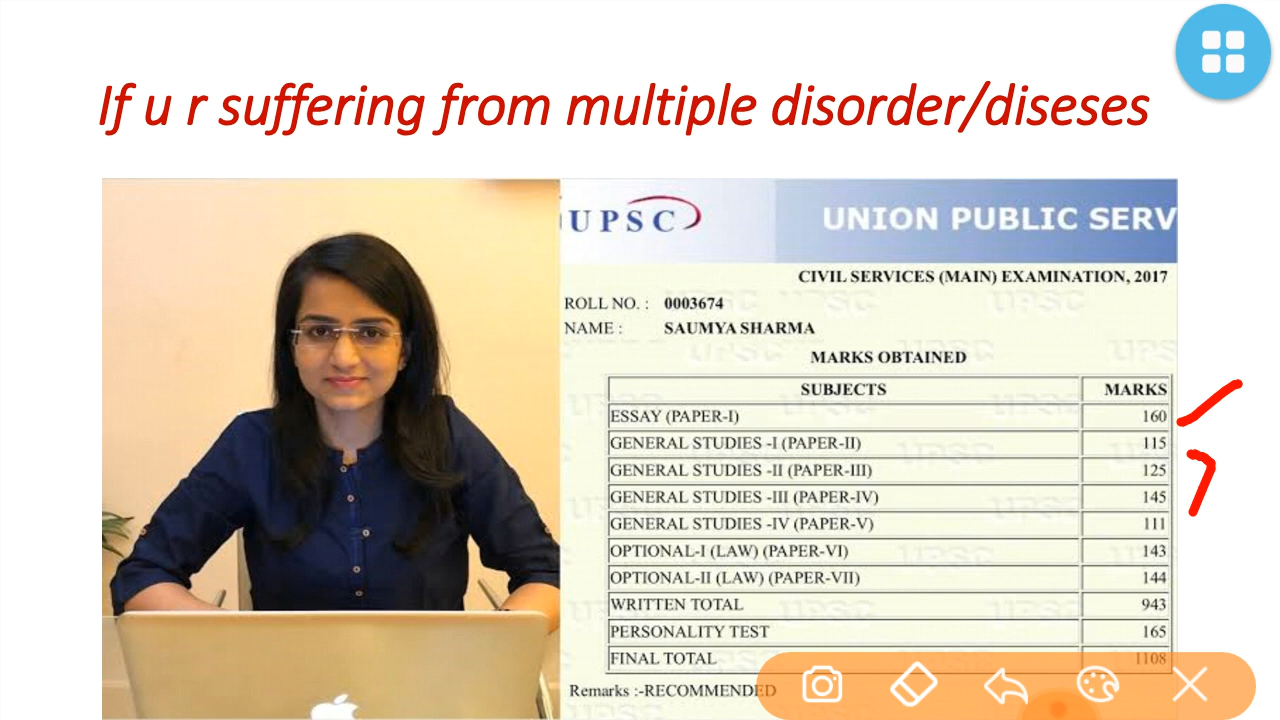 If u r suffering from multiple disorder/diseses
UPSC
UNION PUBLIC SERV
CIVIL SERVICES (MAIN) EXAMINATION, 2017
ROLL NO. : 0003674
NAME : SAUMYA SHARMA
MARKS OBTAINED
SUBJECTS MARKS
ESSAY (PAPER-I) 160
GENERAL STUDIES -I (PAPER-II) 115
GENERAL STUDIES -II (PAPER-III) 125
GENERAL STUDIES -III (PAPER-IV) 145
GENERAL STUDIES -IV (PAPER-V) 111
OPTIONAL-I (LAW) (PAPER-VI) 143
OPTIONAL-II (LAW) (PAPER-VII) 144
WRITTEN TOTAL 943
PERSONALITY TEST 165
FINAL TOTAL 1108
Remarks :-RECOMMENDED